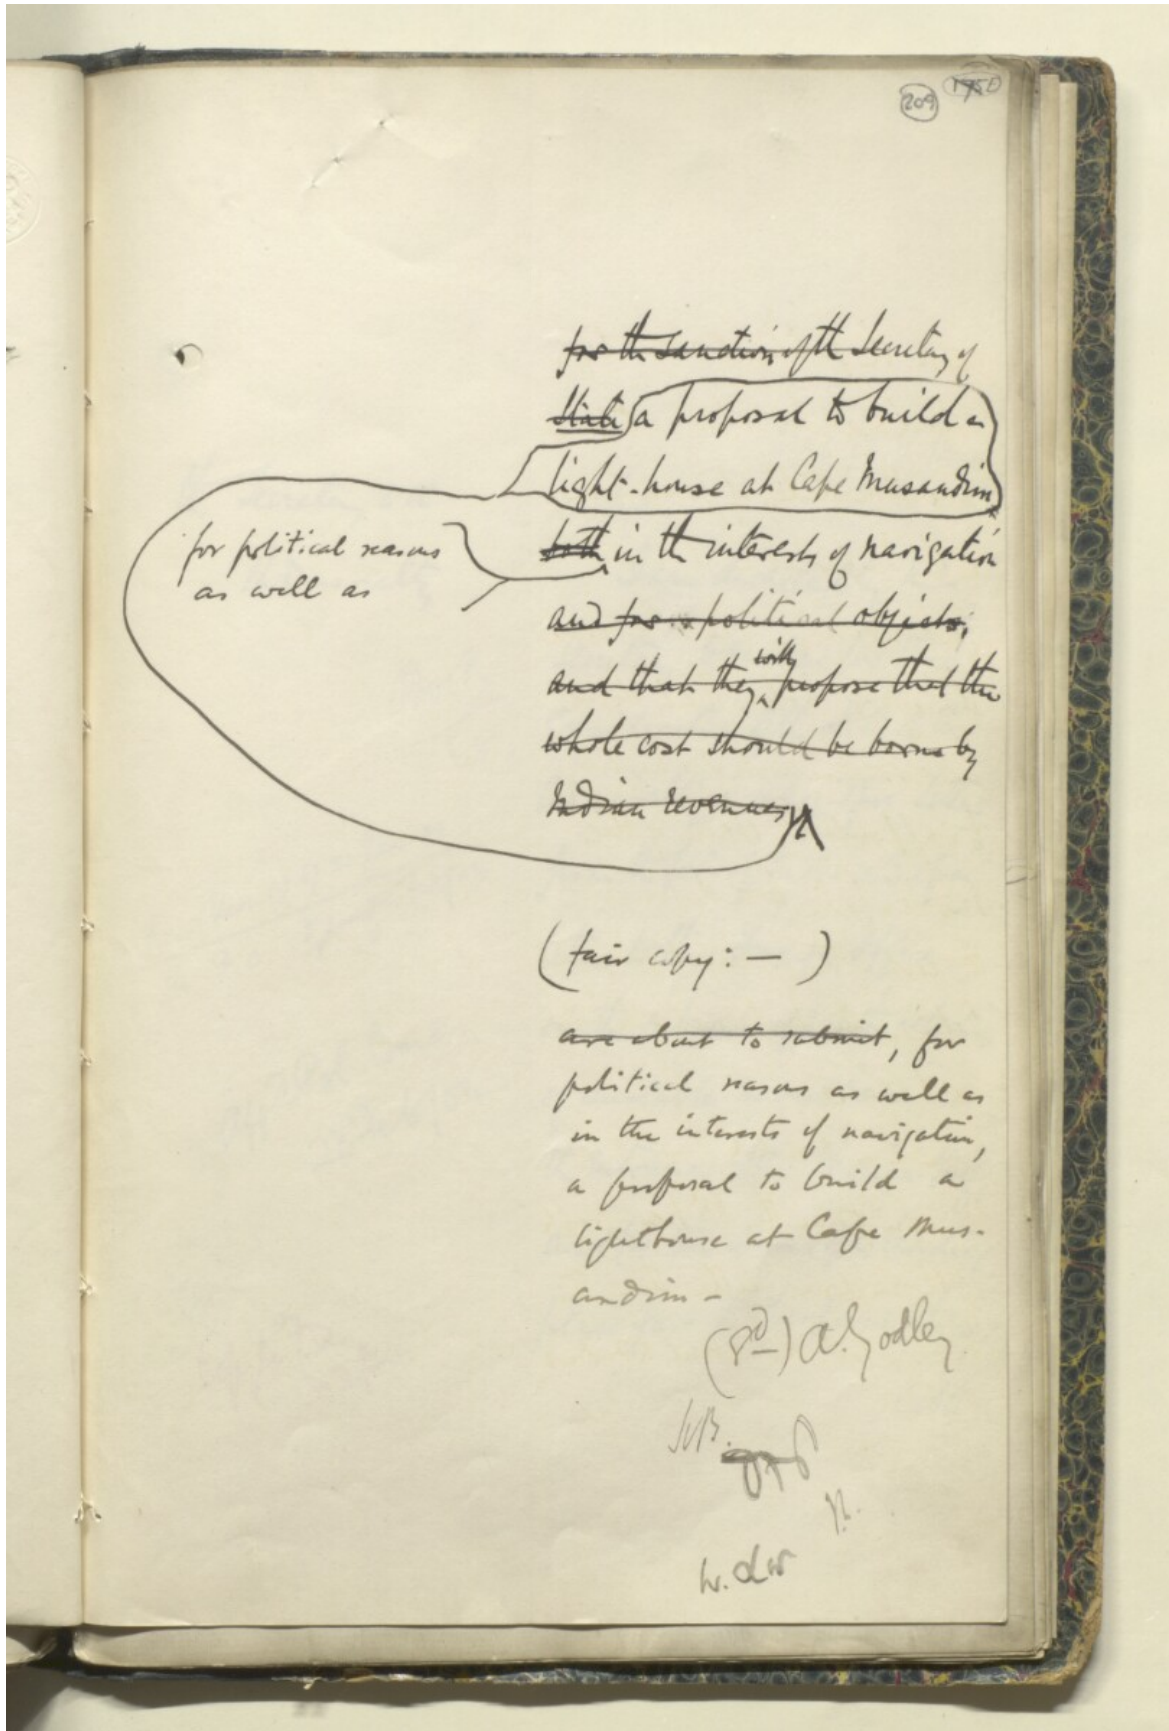 209
for the sanction of the Secretary of
State a proposal to build a
light-house at Cape Musandim
both in the interests of navigation
for political reasons
as well as
and for political objects,
and that they will propose that the
whole cost should be borne by
Indian revenues
(fair copy: — )
are about to submit, for
political reasons as well as
in the interests of navigation,
a proposal to build a
lighthouse at Cape Mus-
andim –
(Sd) A. Godley